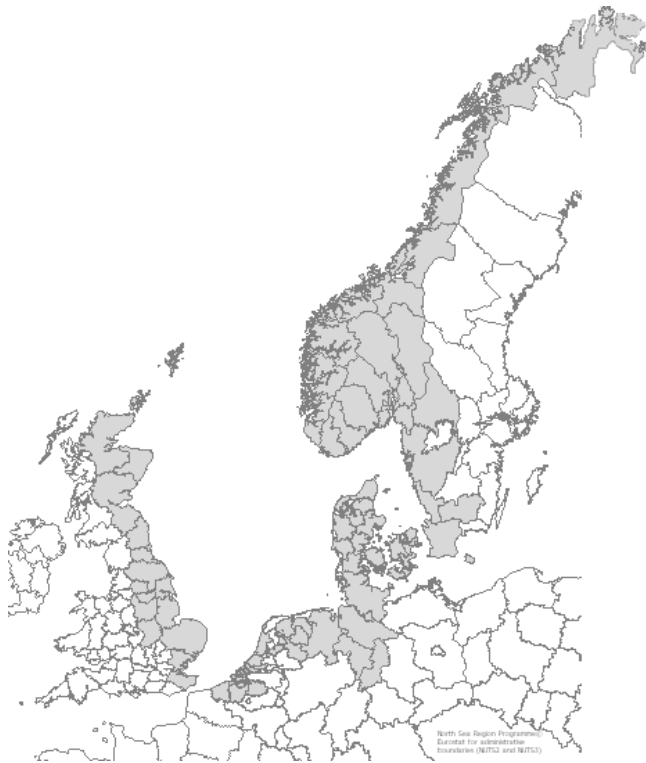 North Sea Region Programme;
Eurostat for administrative
boundaries (NUTS2 and NUTS3)